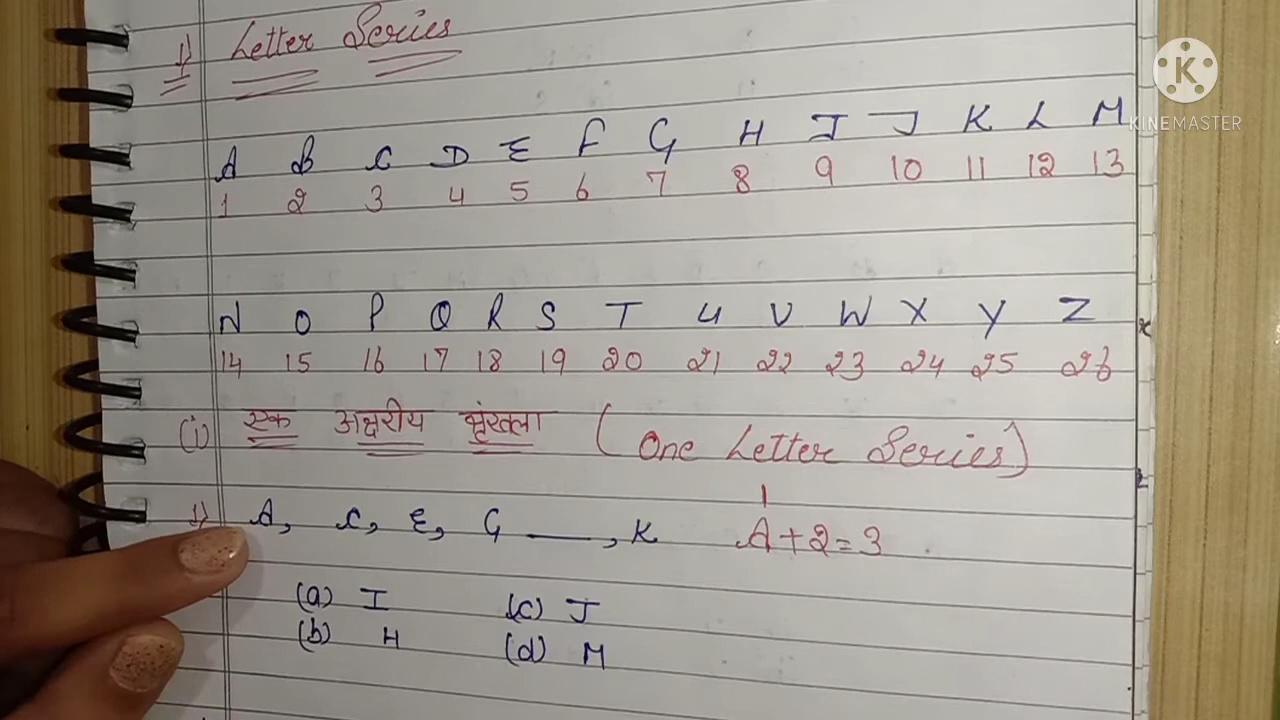 1) Letter Series
K
KINEMASTER
A B C D E F G H I J K L M
1 2 3 4 5 6 7 8 9 10 11 12 13
N O P Q R S T U V W X Y Z
14 15 16 17 18 19 20 21 22 23 24 25 26
(i) एक अक्षरीय श्रृंखला (One Letter Series)
1
1) A, C, E, G ___, K A+2=3
(a) I (c) J
(b) H (d) M